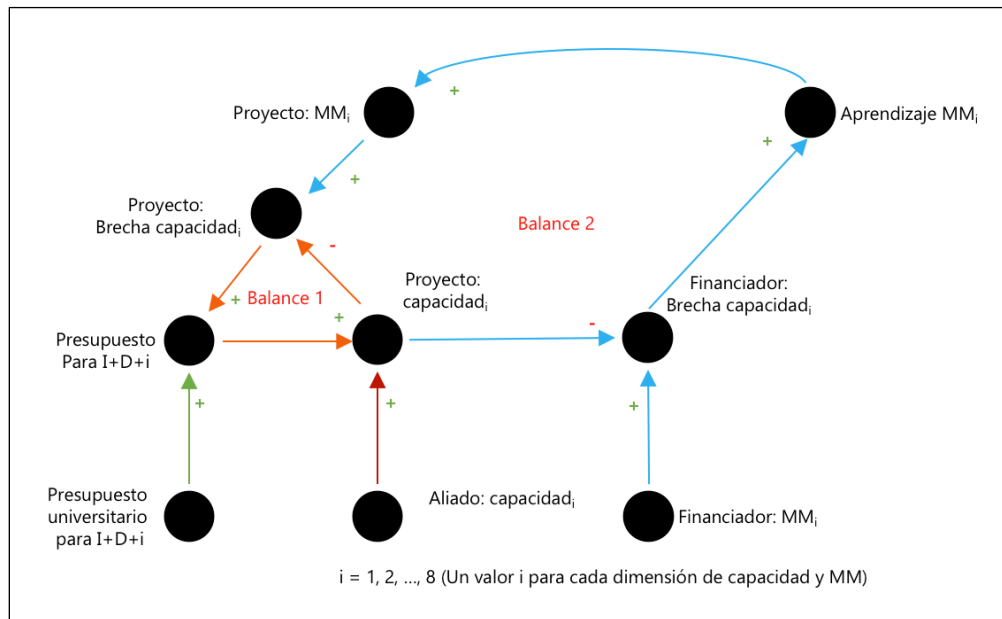 +
Proyecto: MMᵢ
Aprendizaje MMᵢ
+
+
Proyecto:
Brecha capacidadᵢ
Balance 2
-
Proyecto:
capacidadᵢ
Financiador:
Brecha capacidadᵢ
+ Balance 1
+
-
Presupuesto
Para I+D+i
+
+
+
Presupuesto
universitario
para I+D+i
Aliado: capacidadᵢ
Financiador: MMᵢ
i = 1, 2, ..., 8 (Un valor i para cada dimensión de capacidad y MM)